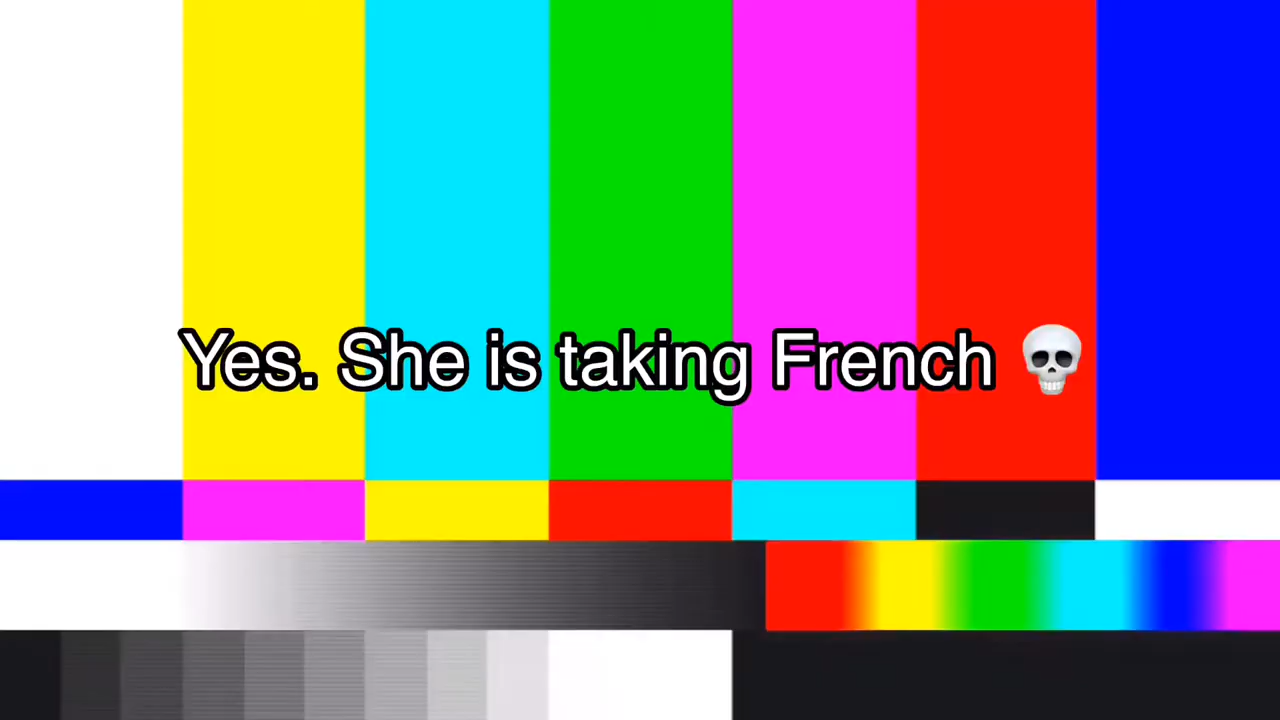 Yes. She is taking French 💀